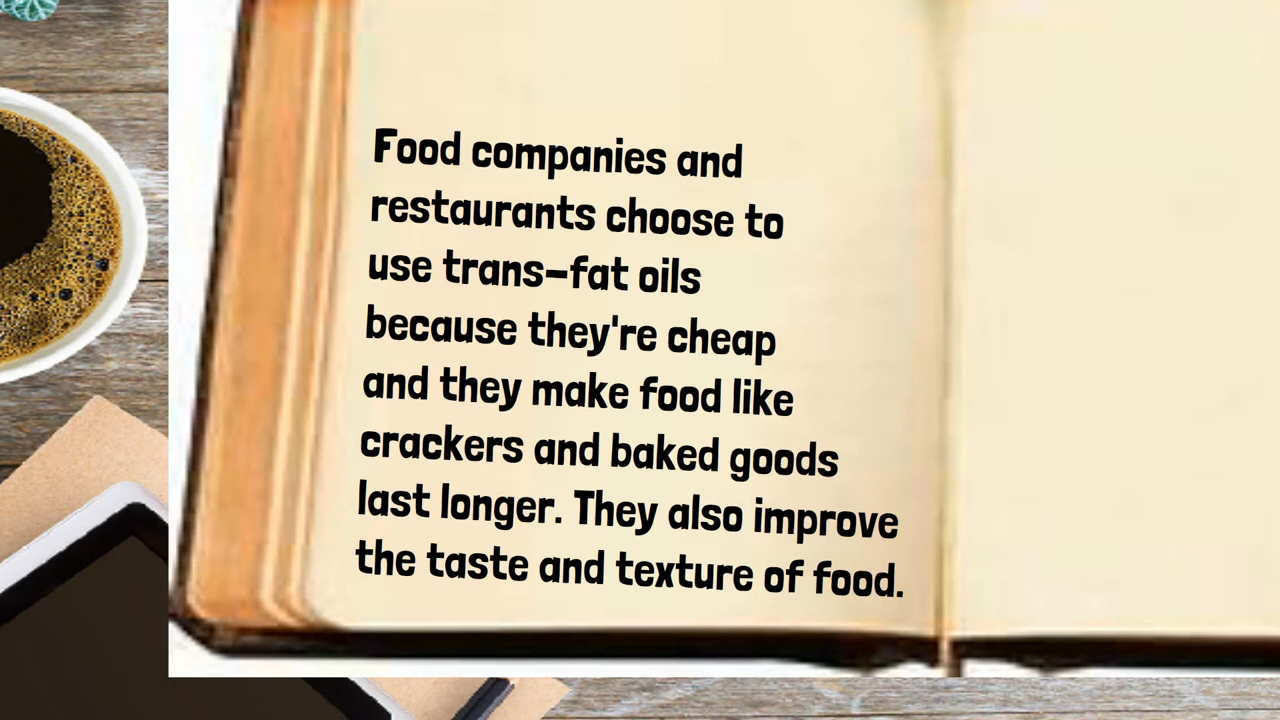 Food companies and
restaurants choose to
use trans-fat oils
because they're cheap
and they make food like
crackers and baked goods
last longer. They also improve
the taste and texture of food.